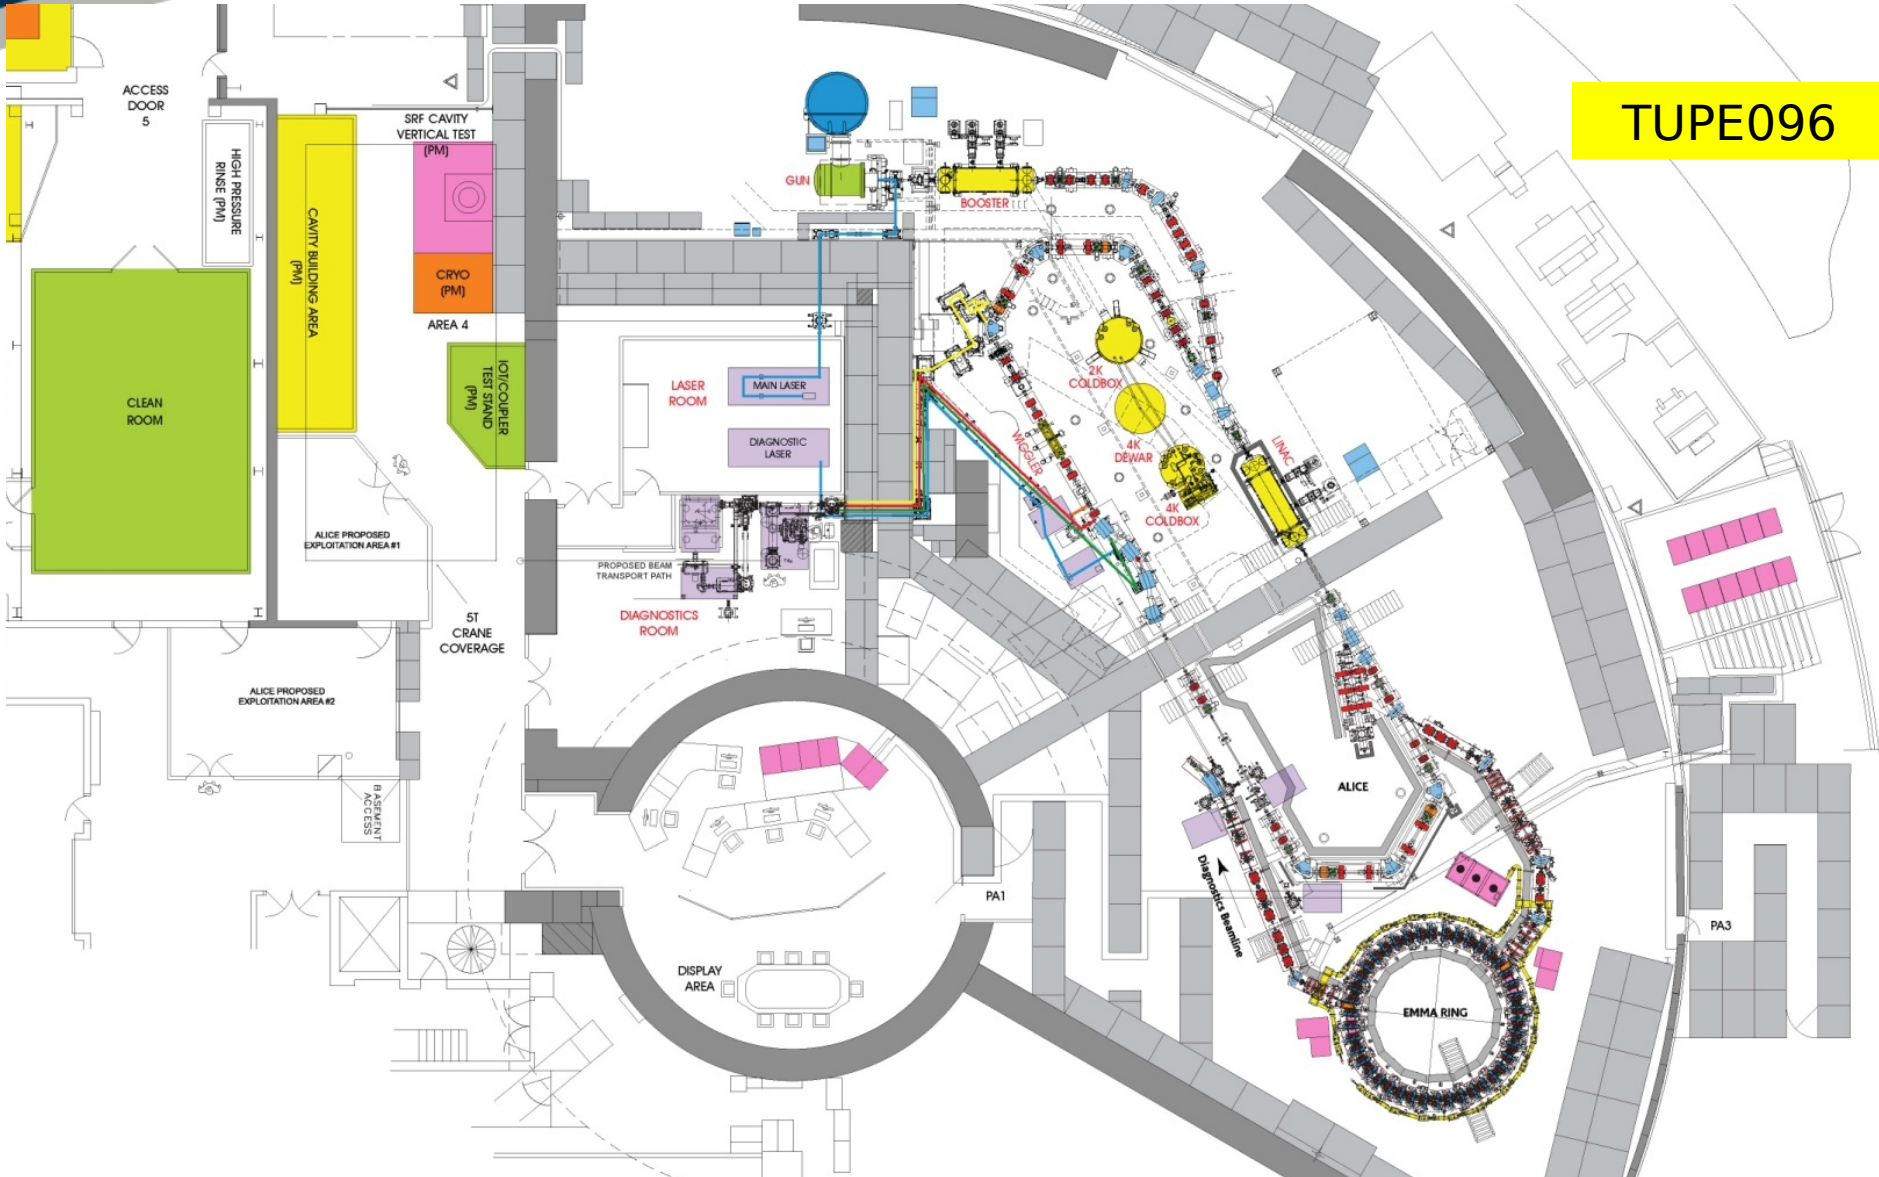 TUPE096
ACCESS
DOOR
5
SRF CAVITY
VERTICAL TEST
(PM)
HIGH PRESSURE
RINSE (PM)
CAVITY BUILDING AREA
(PM)
CRYO
(PM)
AREA 4
CLEAN
ROOM
IOT/COUPLER
TEST STAND
(PM)
GUN
BOOSTER
LASER
ROOM
MAIN LASER
DIAGNOSTIC
LASER
2K
COLDBOX
4K
DEWAR
4K
COLDBOX
WIGGLER
LINAC
ALICE PROPOSED
EXPLOITATION AREA#1
PROPOSED BEAM
TRANSPORT PATH
DIAGNOSTICS
ROOM
5T
CRANE
COVERAGE
ALICE PROPOSED
EXPLOITATION AREA#2
BASEMENT
ACCESS
ALICE
Diagnostics Beamline
PA1
PA3
DISPLAY
AREA
EMMA RING